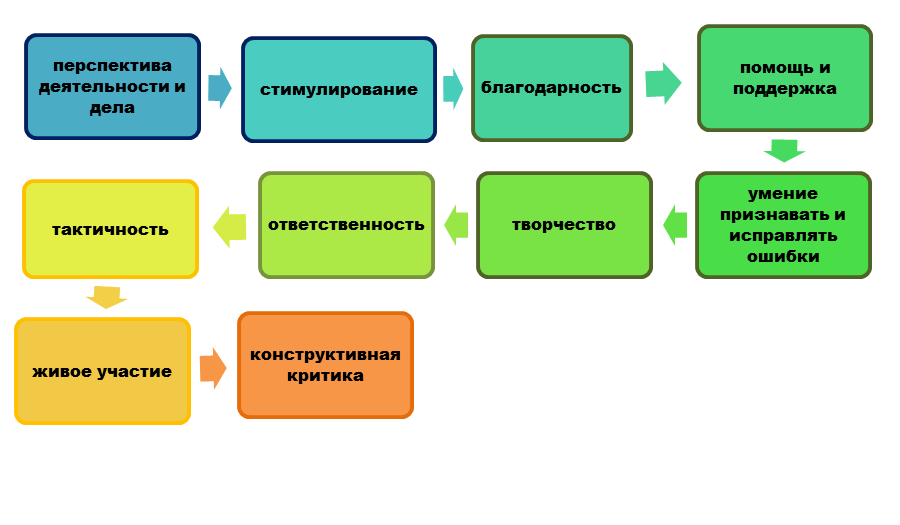 перспектива
деятельности и
дела
стимулирование
благодарность
помощь и
поддержка
умение
признавать и
исправлять
ошибки
творчество
ответственность
тактичность
живое участие
конструктивная
критика